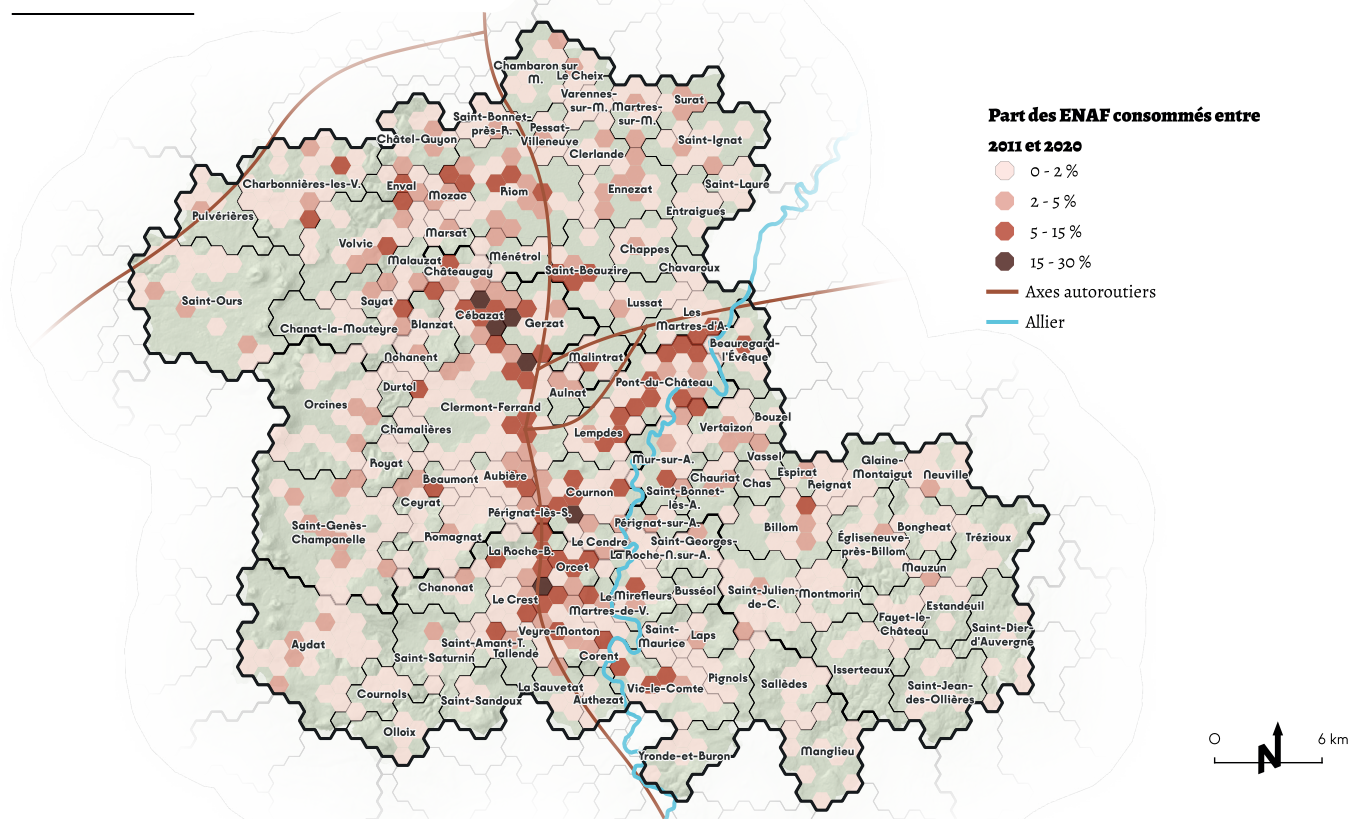 Part des ENAF consommés entre
2011 et 2020
0 - 2 %
2 - 5 %
5 - 15 %
15 - 30 %
Axes autoroutiers
Allier
Chambaron sur
M.
Le Cheix
Varennes-
sur-M.
Martres-
sur-M.
Surat
Saint-Bonnet-
près-R.
Pessat-
Villeneuve
Châtel-Guyon
Clerlande
Saint-Ignat
Charbonnières-les-V.
Enval
Mozac
Riom
Ennezat
Saint-Laure
Pulvérières
Entraigues
Marsat
Volvic
Malauzat
Châteaugay
Ménétrol
Chappes
Saint-Beauzire
Chavaroux
Saint-Ours
Sayat
Lussat
Cébazat
Les
Martres-d'A.
Chanat-la-Mouteyre
Blanzat
Gerzat
Beauregard-
l'Évêque
Nohanent
Malintrat
Durtol
Aulnat
Pont-du-Château
Orcines
Clermont-Ferrand
Bouzel
Chamalières
Lempdes
Vertaizon
Royat
Mur-sur-A.
Vassel
Espirat
Glaine-
Montaigut
Neuville
Beaumont
Aubière
Chauriat
Chas
Reignat
Cournon
Saint-Bonnet-
lès-A.
Ceyrat
Pérignat-lès-S.
Pérignat-sur-A.
Billom
Bongheat
Saint-Genès-
Champanelle
Romagnat
Le Cendre
Saint-Georges-
Égliseneuve-
près-Billom
Trézioux
La Roche-B.
La Roche-N.
sur-A.
Orcet
Mauzun
Chanonat
Le Crest
Les
Martres-de-V.
Mirefleurs
Busséol
Saint-Julien-
de-C.
Montmorin
Estandeuil
Fayet-le-
Château
Saint-Dier-
d'Auvergne
Veyre-Monton
Saint-
Maurice
Laps
Aydat
Saint-Amant-T.
Tallende
Saint-Saturnin
Corent
Isserteaux
Pignols
Sallèdes
La Sauvetat
Vic-le-Comte
Saint-Jean-
des-Ollières
Cournols
Saint-Sandoux
Authezat
Olloix
Yronde-et-Buron
Manglieu
0
6 km
N